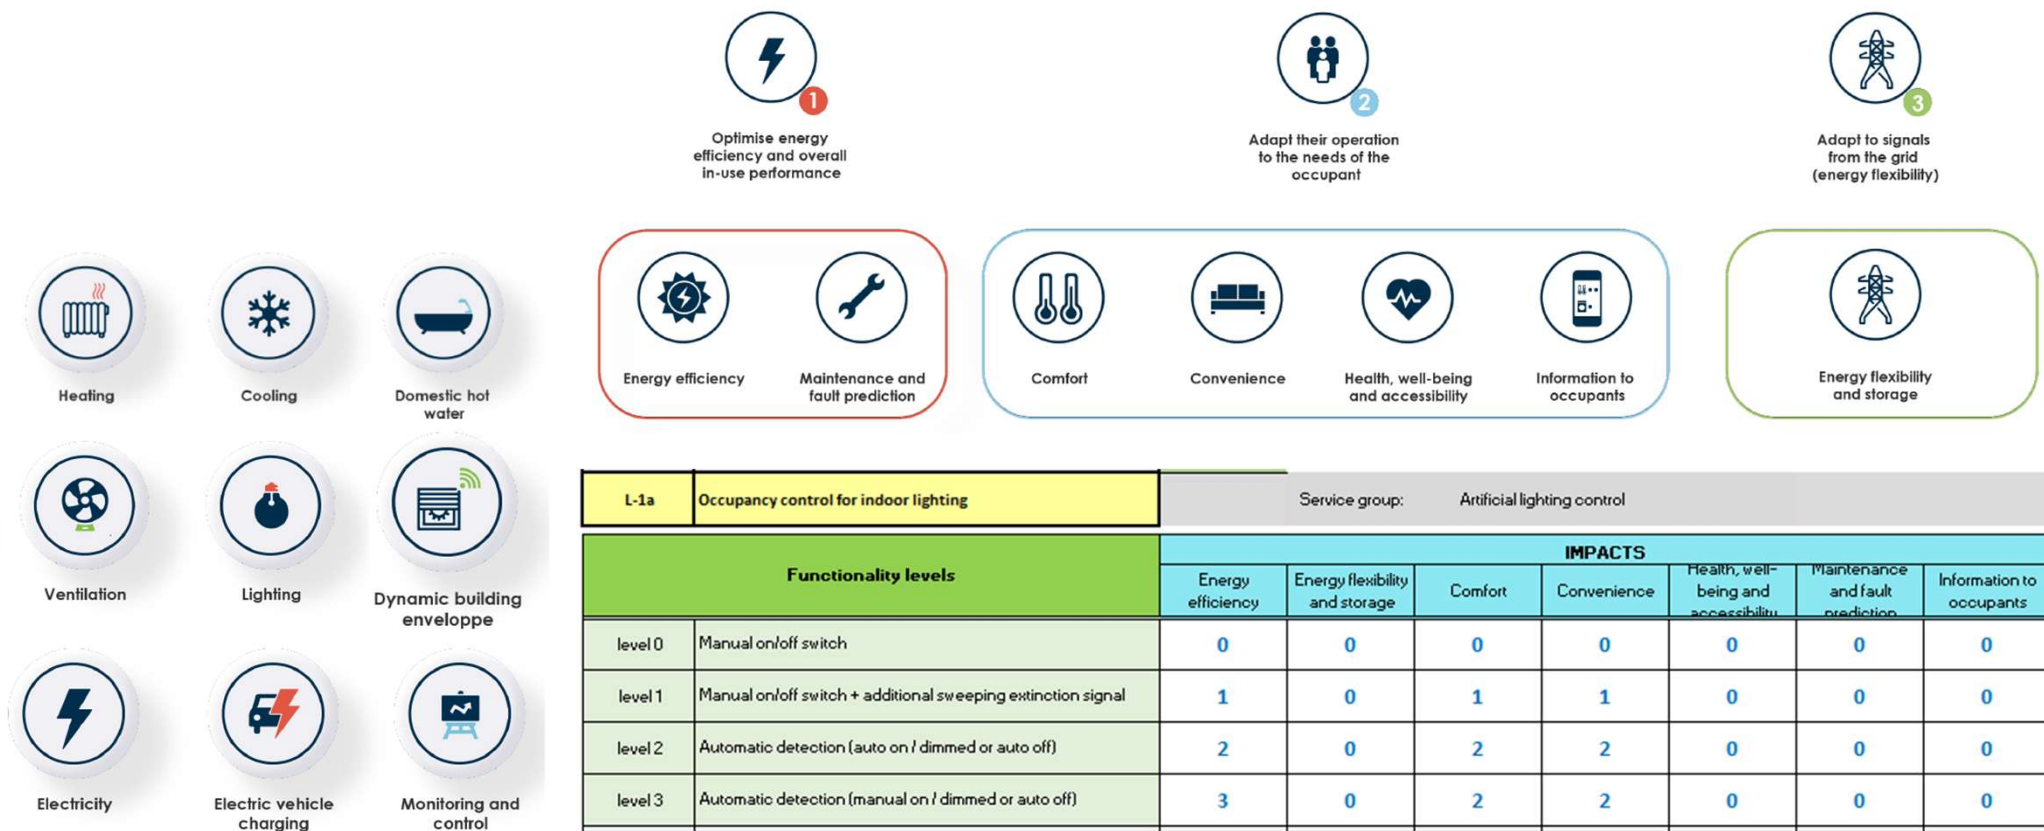 1
Optimise energy
efficiency and overall
in-use performance
2
Adapt their operation
to the needs of the
occupant
3
Adapt to signals
from the grid
(energy flexibility)
Energy efficiency
Maintenance and
fault prediction
Comfort
Convenience
Health, well-being
and accessibility
Information to
occupants
Energy flexibility
and storage
Heating
Cooling
Domestic hot
water
Ventilation
Lighting
Dynamic building
enveloppe
Electricity
Electric vehicle
charging
Monitoring and
control
L-1a Occupancy control for indoor lighting Service group: Artificial lighting control
Functionality levels
IMPACTS
Energy
efficiency
Energy flexibility
and storage
Comfort
Convenience
Health, well-
being and
accessibility
Maintenance
and fault
prediction
Information to
occupants
level 0 Manual on/off switch 0 0 0 0 0 0 0
level 1 Manual on/off switch + additional sweeping extinction signal 1 0 1 1 0 0 0
level 2 Automatic detection (auto on / dimmed or auto off) 2 0 2 2 0 0 0
level 3 Automatic detection (manual on / dimmed or auto off) 3 0 2 2 0 0 0